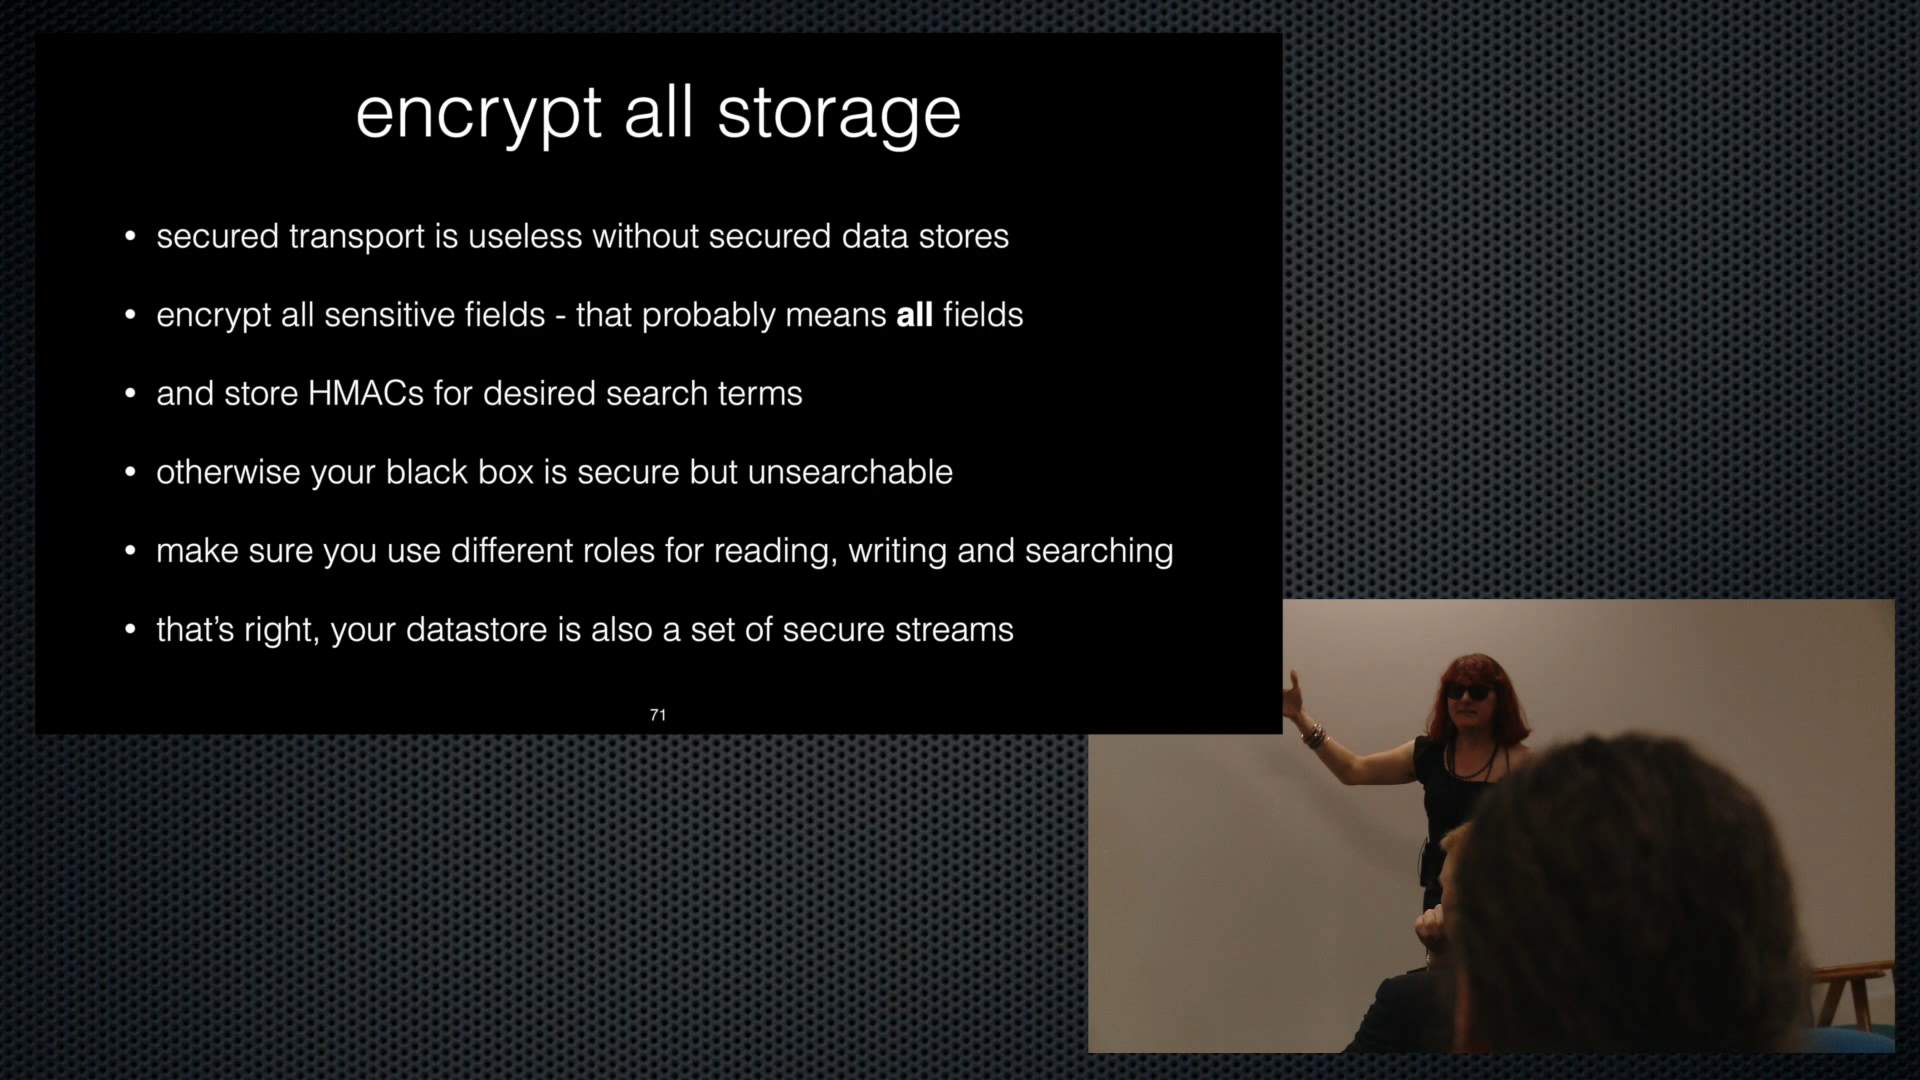 encrypt all storage
• secured transport is useless without secured data stores
• encrypt all sensitive fields - that probably means all fields
• and store HMACs for desired search terms
• otherwise your black box is secure but unsearchable
• make sure you use different roles for reading, writing and searching
• that’s right, your datastore is also a set of secure streams
71